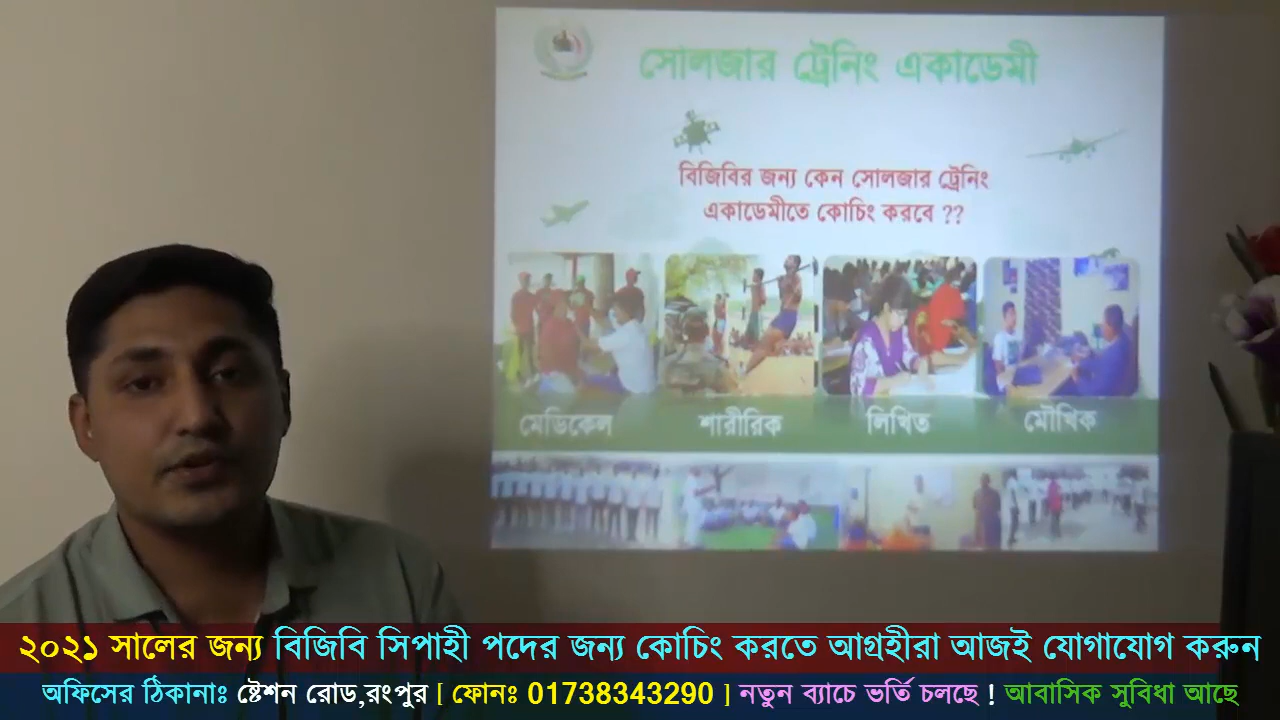 সোলজার ট্রেনিং একাডেমী
বিজিবির জন্য কেন সোলজার ট্রেনিং
একাডেমীতে কোচিং করবে ??
মেডিকেল শারীরিক লিখিত মৌখিক
২০২১ সালের জন্য বিজিবি সিপাহী পদের জন্য কোচিং করতে আগ্রহীরা আজই যোগাযোগ করুন
অফিসের ঠিকানাঃ ষ্টেশন রোড,রংপুর [ ফোনঃ 01738343290 ] নতুন ব্যাচে ভর্তি চলছে ! আবাসিক সুবিধা আছে